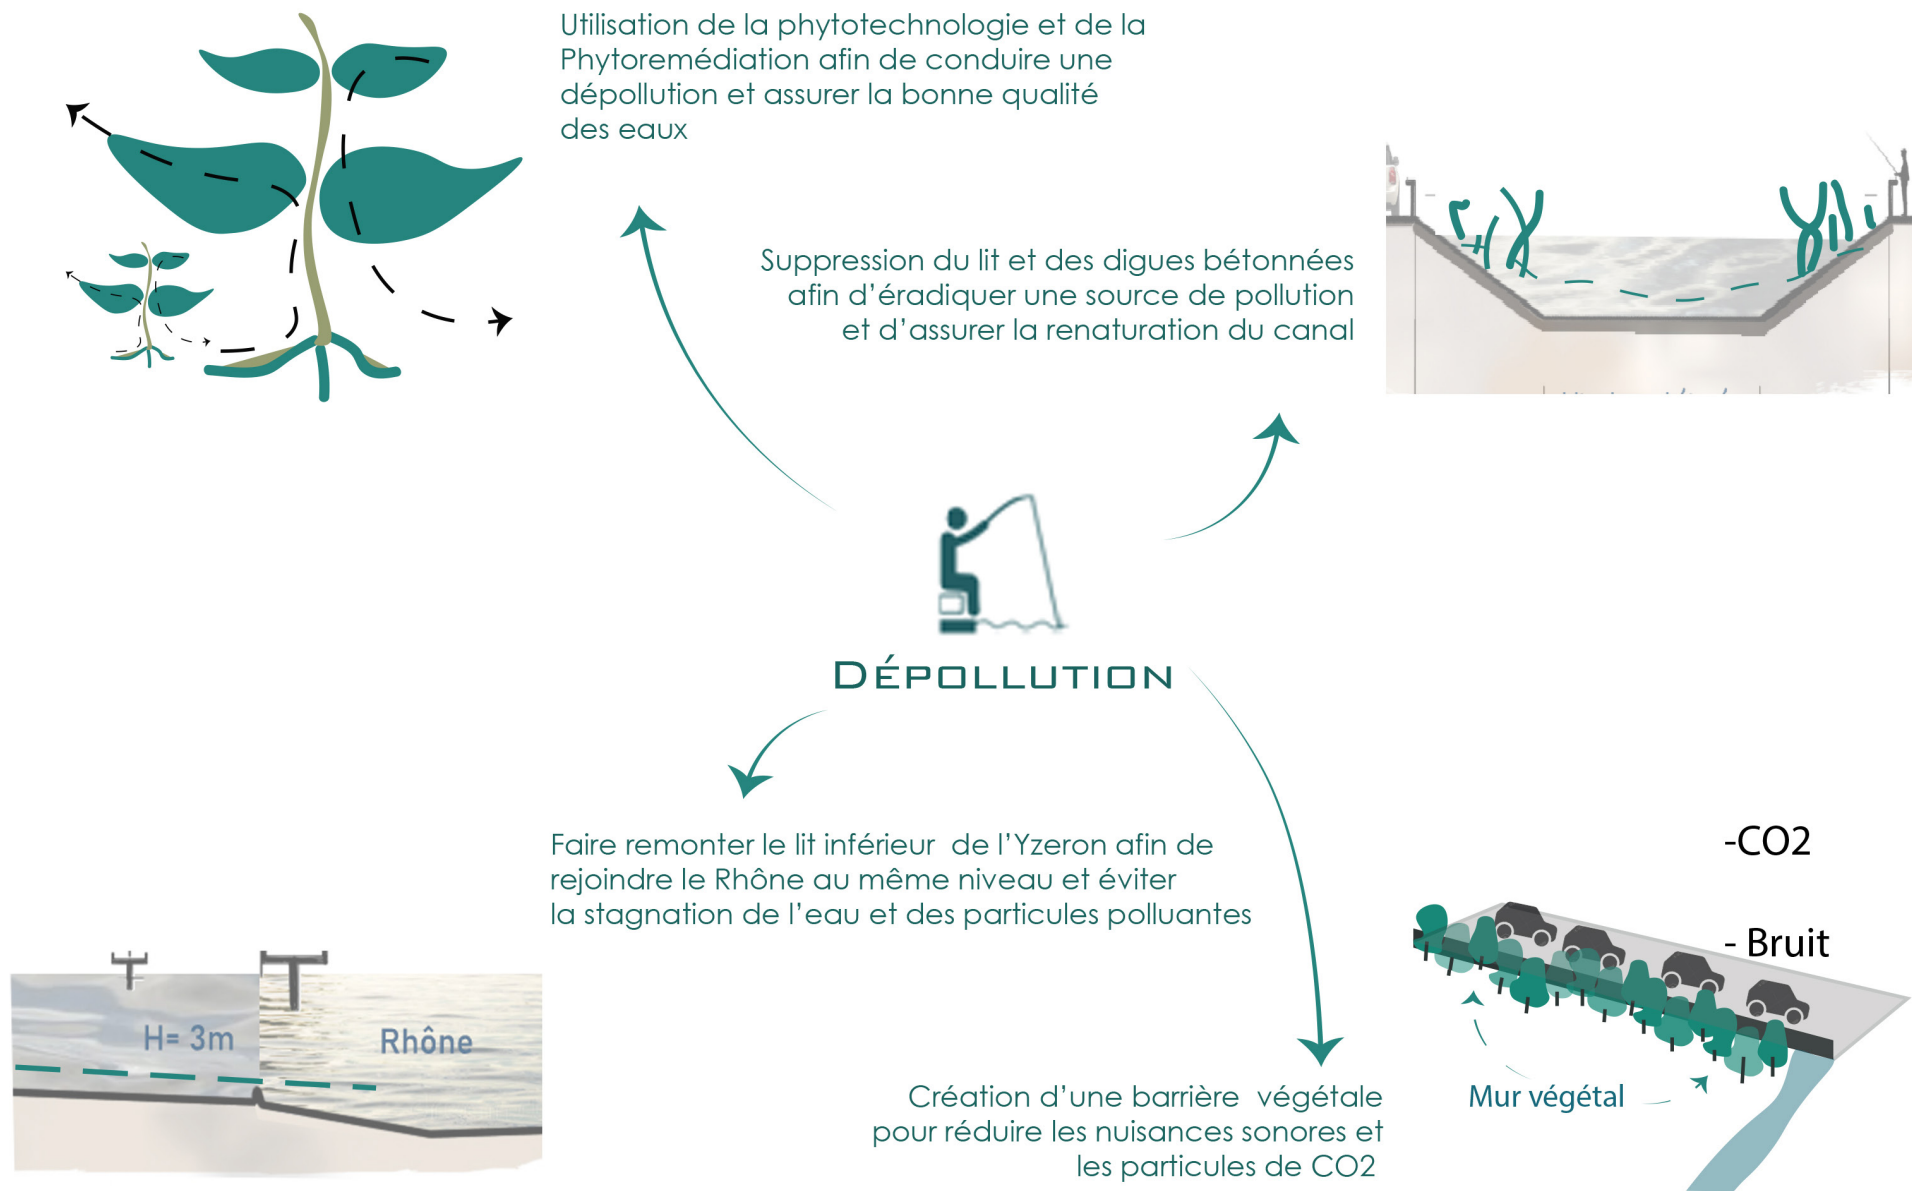 Utilisation de la phytotechnologie et de la
Phytoremédiation afin de conduire une
dépollution et assurer la bonne qualité
des eaux
Suppression du lit et des digues bétonnées
afin d'éradiquer une source de pollution
et d'assurer la renaturation du canal
DÉPOLLUTION
Faire remonter le lit inférieur de l'Yzeron afin de
rejoindre le Rhône au même niveau et éviter
la stagnation de l'eau et des particules polluantes
H= 3m
Rhône
-CO2
- Bruit
Mur végétal
Création d'une barrière végétale
pour réduire les nuisances sonores et
les particules de CO2